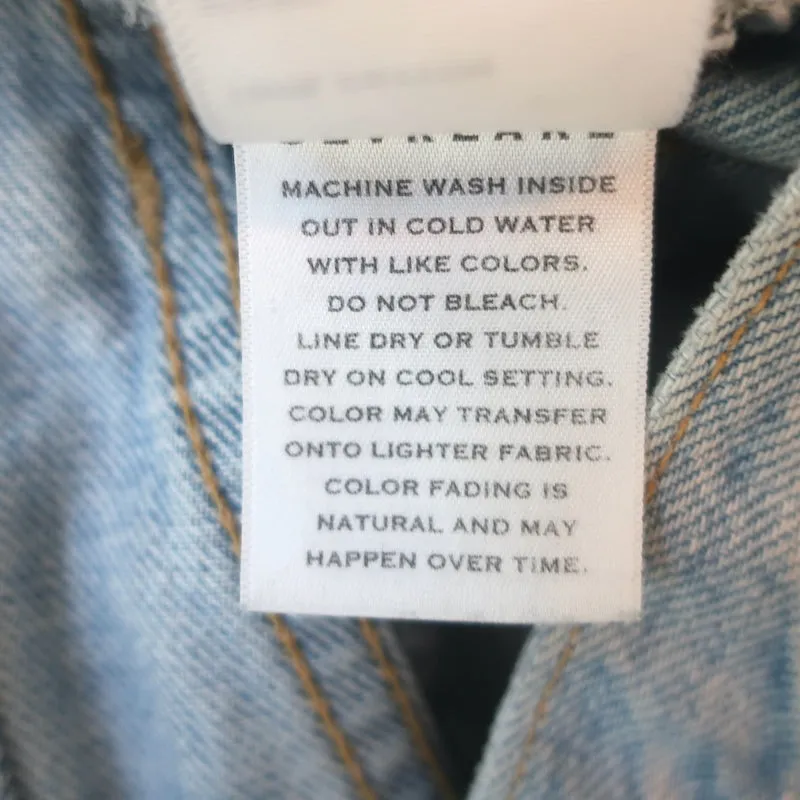 MACHINE WASH INSIDE
OUT IN COLD WATER
WITH LIKE COLORS.
DO NOT BLEACH.
LINE DRY OR TUMBLE
DRY ON COOL SETTING.
COLOR MAY TRANSFER
ONTO LIGHTER FABRIC.
COLOR FADING IS
NATURAL AND MAY
HAPPEN OVER TIME.